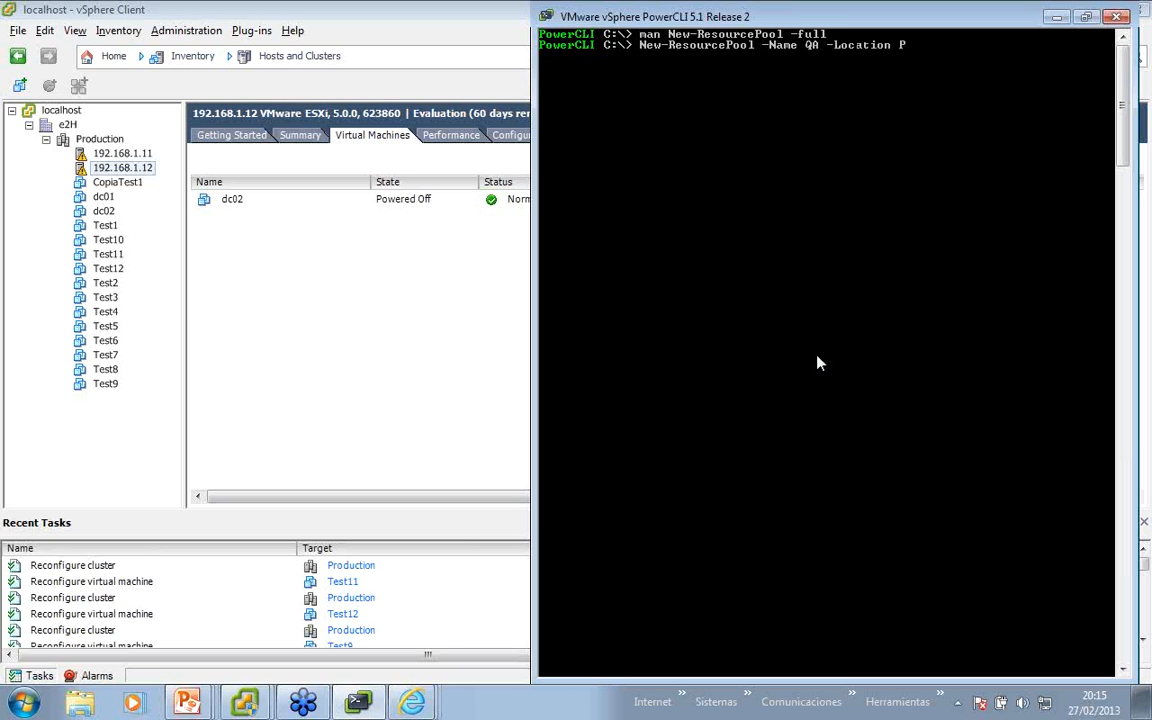 localhost - vSphere Client
File Edit View Inventory Administration Plug-ins Help
Home Inventory Hosts and Clusters
localhost
e2H
Production
192.168.1.11
192.168.1.12
CopiaTest1
dc01
dc02
Test1
Test10
Test11
Test12
Test2
Test3
Test4
Test5
Test6
Test7
Test8
Test9
192.168.1.12 VMware ESXi, 5.0.0, 623860 | Evaluation (60 days rem
Getting Started Summary Virtual Machines Performance Configu
Name State Status
dc02 Powered Off Norm
VMware vSphere PowerCLI 5.1 Release 2
PowerCLI C:\> man New-ResourcePool -full
PowerCLI C:\> New-ResourcePool -Name QA -Location P
Recent Tasks
Name Target
Reconfigure cluster Production
Reconfigure virtual machine Test11
Reconfigure cluster Production
Reconfigure virtual machine Test12
Reconfigure cluster Production
Reconfigure virtual machine Test9
Tasks Alarms
Internet » Sistemas » Comunicaciones » Herramientas »
20:15
27/02/2013